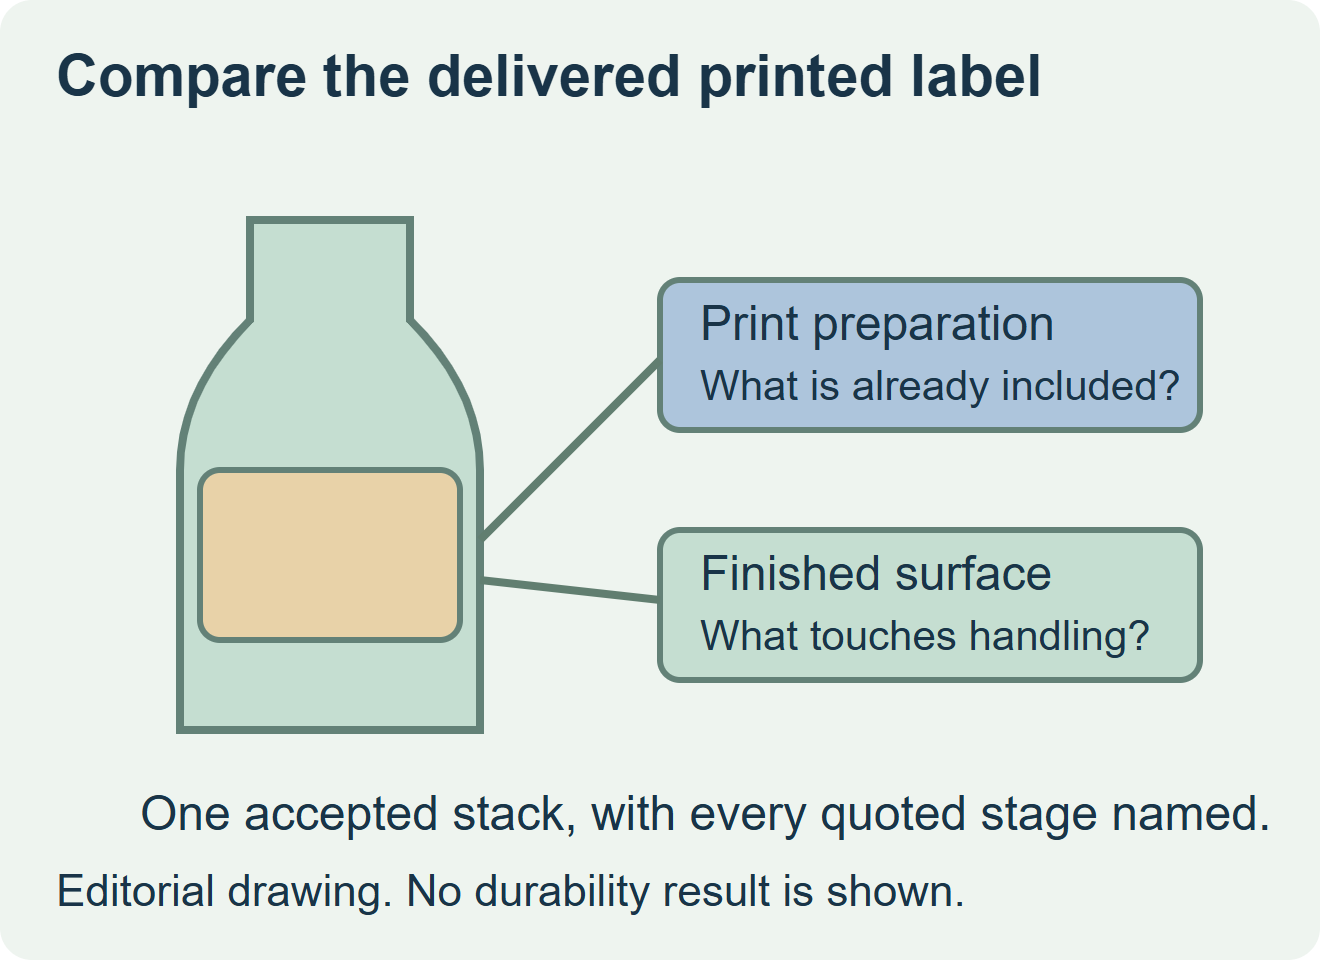 Compare the delivered printed label
Print preparation
What is already included?
Finished surface
What touches handling?
One accepted stack, with every quoted stage named.
Editorial drawing. No durability result is shown.